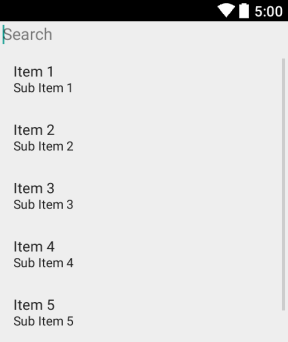 5:00
Search
Item 1
Sub Item 1
Item 2
Sub Item 2
Item 3
Sub Item 3
Item 4
Sub Item 4
Item 5
Sub Item 5